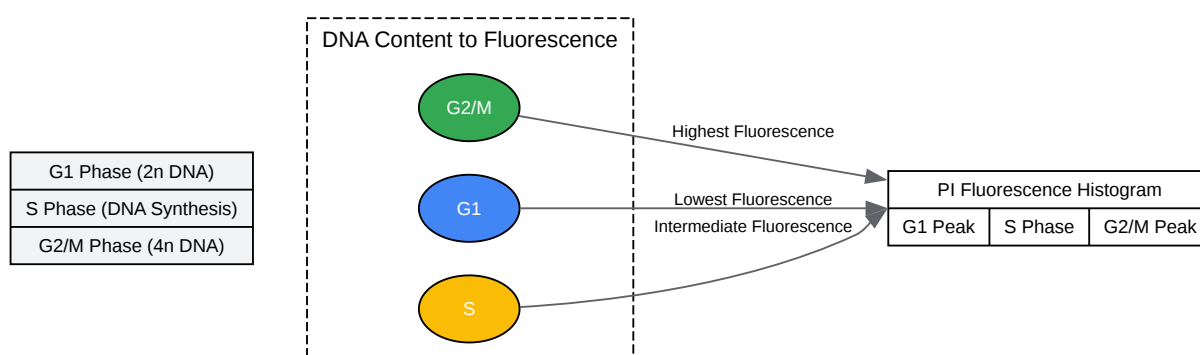 G1 Phase (2n DNA)
S Phase (DNA Synthesis)
G2/M Phase (4n DNA)
DNA Content to Fluorescence
G2/M
G1
S
Highest Fluorescence
Lowest Fluorescence
Intermediate Fluorescence
PI Fluorescence Histogram
G1 Peak
S Phase
G2/M Peak